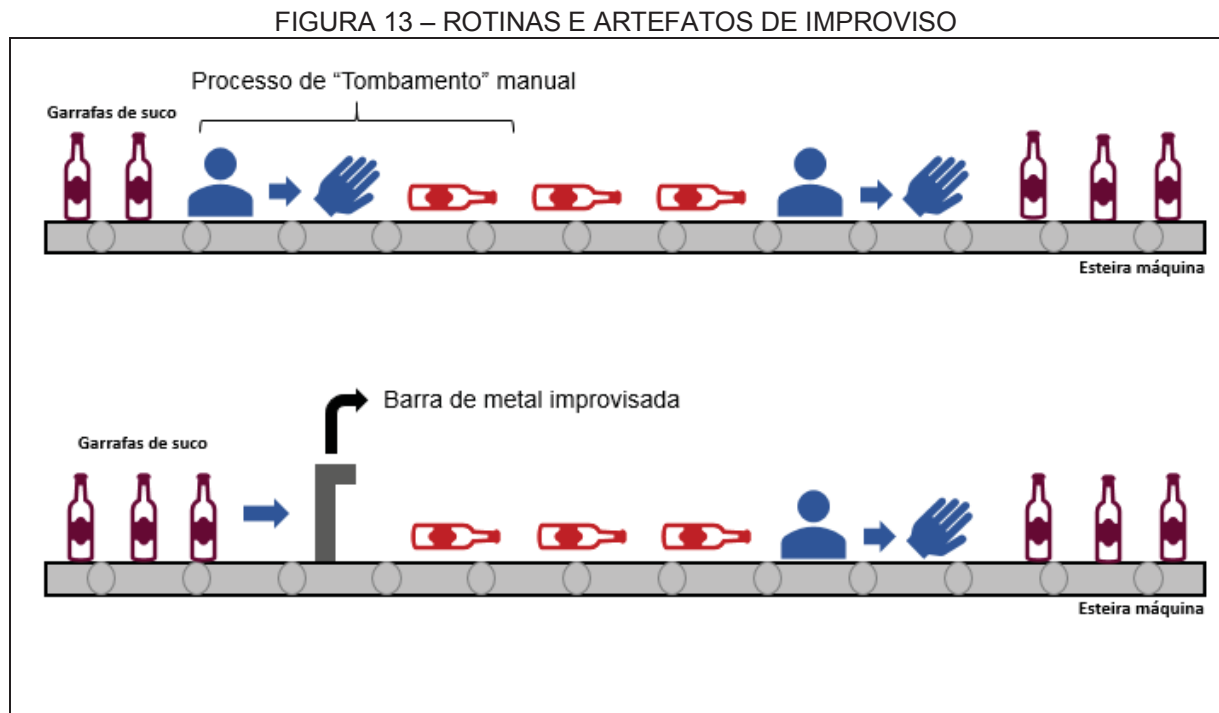 FIGURA 13 – ROTINAS E ARTEFATOS DE IMPROVISO
Processo de “Tombamento” manual
Garrafas de suco
Esteira máquina
Barra de metal improvisada
Garrafas de suco
Esteira máquina